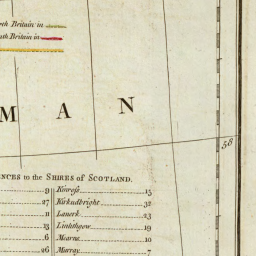 rth Britain in
uth Britain in
M A N
58
NCES to the SHIRES of SCOTLAND.
9 Kinross 15
27 Kirkudbright 32
11 Lanerk 23
13 Linlithgow 19
6 Mearns 10
26 Murray 7